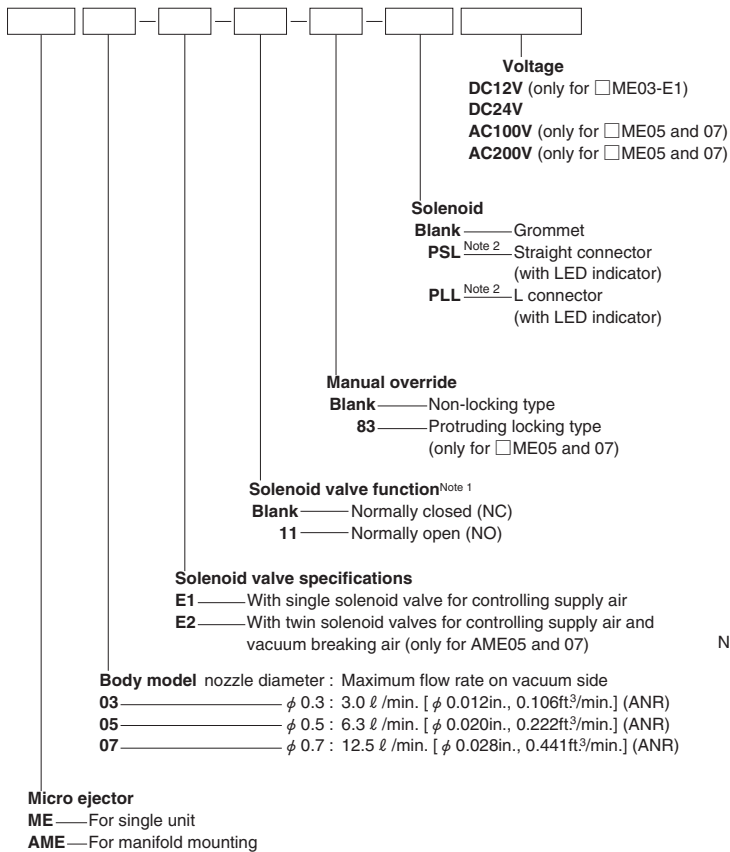 Voltage
DC12V (only for □ME03-E1)
DC24V
AC100V (only for □ME05 and 07)
AC200V (only for □ME05 and 07)
Solenoid
Blank Grommet
PSL Note 2 Straight connector
(with LED indicator)
PLL Note 2 L connector
(with LED indicator)
Manual override
Blank Non-locking type
83 Protruding locking type
(only for □ME05 and 07)
Solenoid valve function Note 1
Blank Normally closed (NC)
11 Normally open (NO)
Solenoid valve specifications
E1 With single solenoid valve for controlling supply air
E2 With twin solenoid valves for controlling supply air and
vacuum breaking air (only for AME05 and 07)
N
Body model nozzle diameter : Maximum flow rate on vacuum side
03 φ 0.3 : 3.0 ℓ /min. [ φ 0.012in., 0.106ft.³/min.] (ANR)
05 φ 0.5 : 6.3 ℓ /min. [ φ 0.020in., 0.222ft.³/min.] (ANR)
07 φ 0.7 : 12.5 ℓ /min. [ φ 0.028in., 0.441ft.³/min.] (ANR)
Micro ejector
ME For single unit
AME For manifold mounting